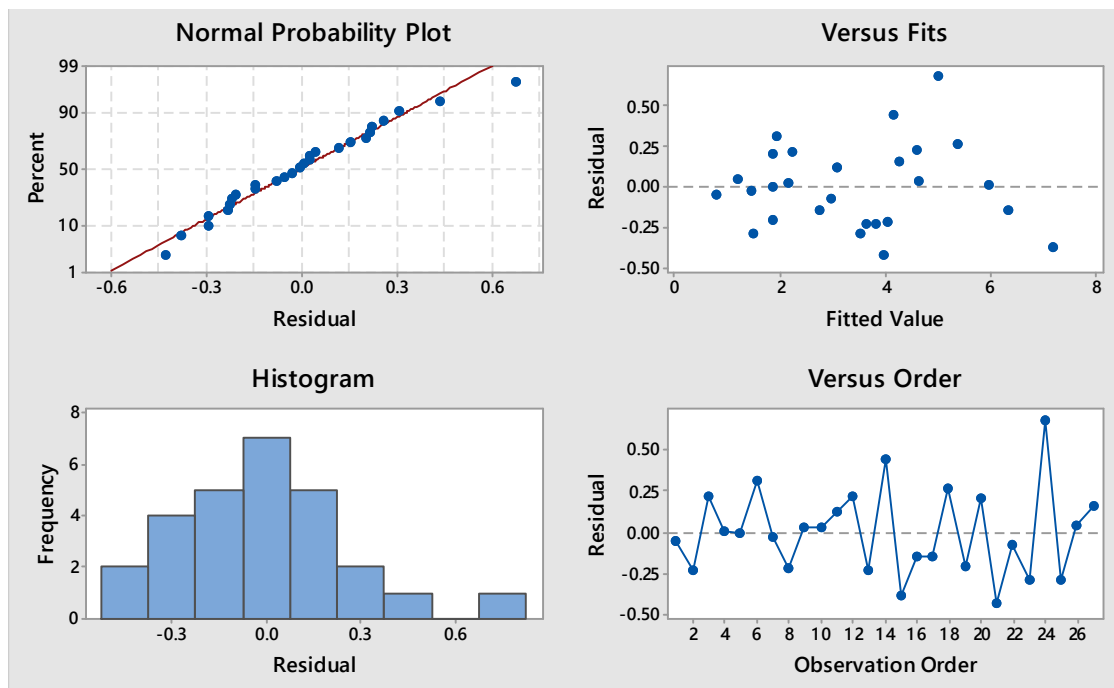 Normal Probability Plot
99
90
50
10
1
Percent
-0.6 -0.3 0.0 0.3 0.6
Residual
Versus Fits
0.50
0.25
0.00
-0.25
-0.50
Residual
0 2 4 6 8
Fitted Value
Histogram
8
6
4
2
0
Frequency
-0.3 0.0 0.3 0.6
Residual
Versus Order
0.50
0.25
0.00
-0.25
-0.50
Residual
2 4 6 8 10 12 14 16 18 20 22 24 26
Observation Order